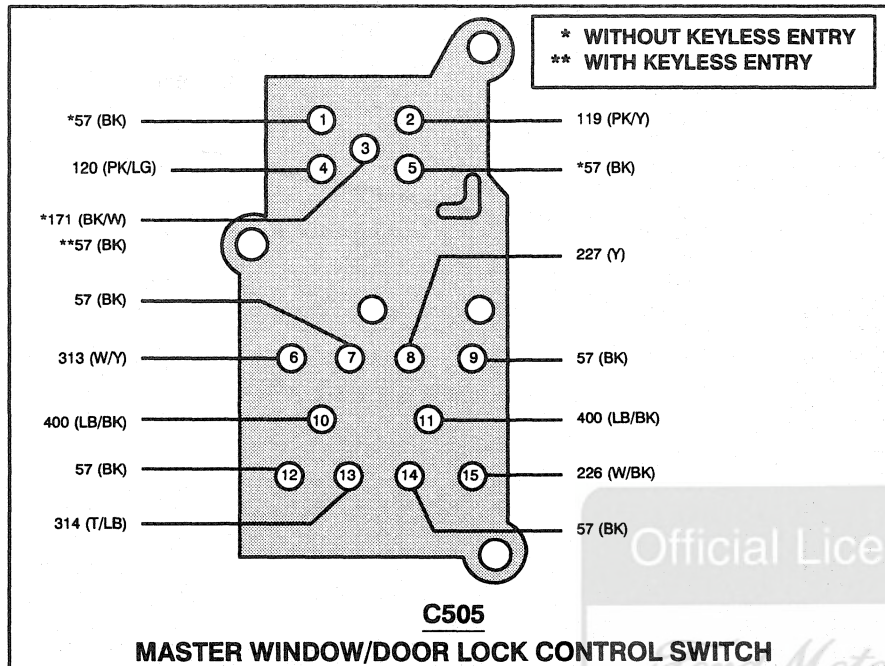 * WITHOUT KEYLESS ENTRY
** WITH KEYLESS ENTRY
*57 (BK)
1
2
119 (PK/Y)
3
120 (PK/LG)
4
5
*57 (BK)
*171 (BK/W)
**57 (BK)
227 (Y)
57 (BK)
313 (W/Y)
6
7
8
9
57 (BK)
400 (LB/BK)
10
11
400 (LB/BK)
57 (BK)
12
13
14
15
226 (W/BK)
314 (T/LB)
57 (BK)
Official Lice
C505
MASTER WINDOW/DOOR LOCK CONTROL SWITCH